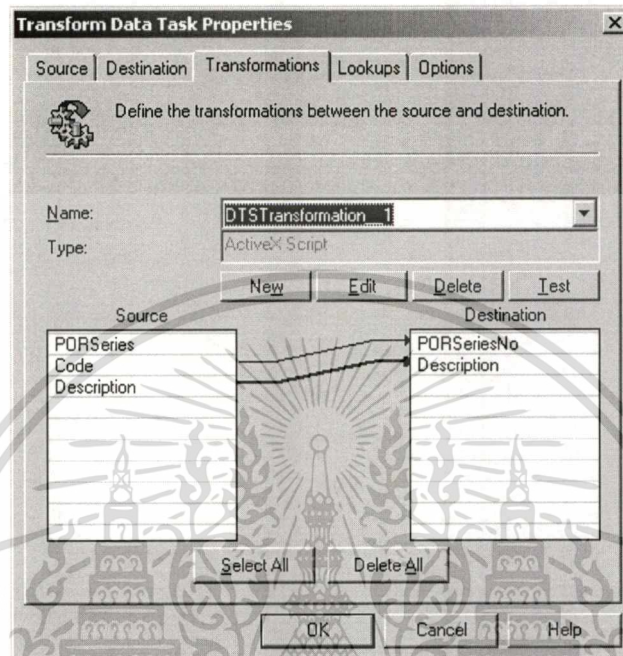 Transform Data Task Properties
Source Destination Transformations Lookups Options
Define the transformations between the source and destination.
Name: DTSTransformation__1
Type: ActiveX Script
New Edit Delete Test
Source Destination
PORSeries PORSeriesNo
Code Description
Description
Select All Delete All
OK Cancel Help